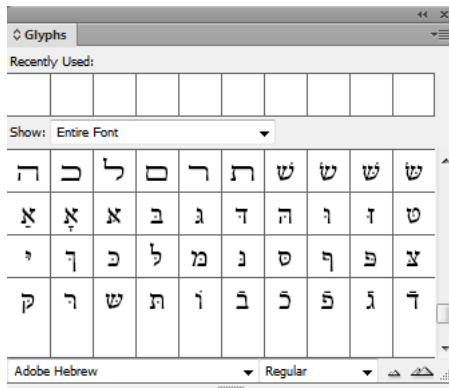 Glyphs
Recently Used:
Show: Entire Font
ﬣ ﬤ ﬥ ﬦ ﬧ ﬨ שׁ שׂ שּׁ שּׂ
אַ אָ אּ בּ גּ דּ הּ וּ זּ טּ
יּ ךּ כּ לּ מּ נּ סּ ףּ פּ צּ
קּ רּ שּ תּ וֹ בֿ כֿ פֿ גֿ דֿ
Adobe Hebrew Regular